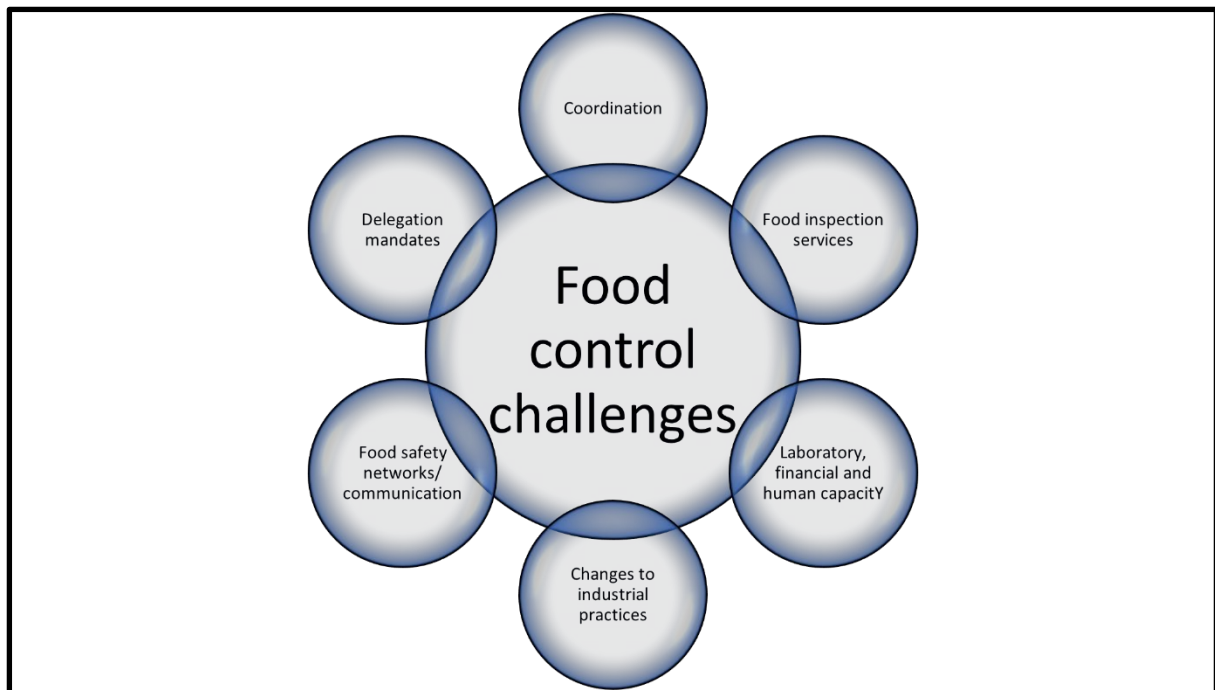 Coordination
Food inspection
services
Laboratory,
financial and
human capacitY
Changes to
industrial
practices
Food safety
networks/
communication
Delegation
mandates
Food
control
challenges